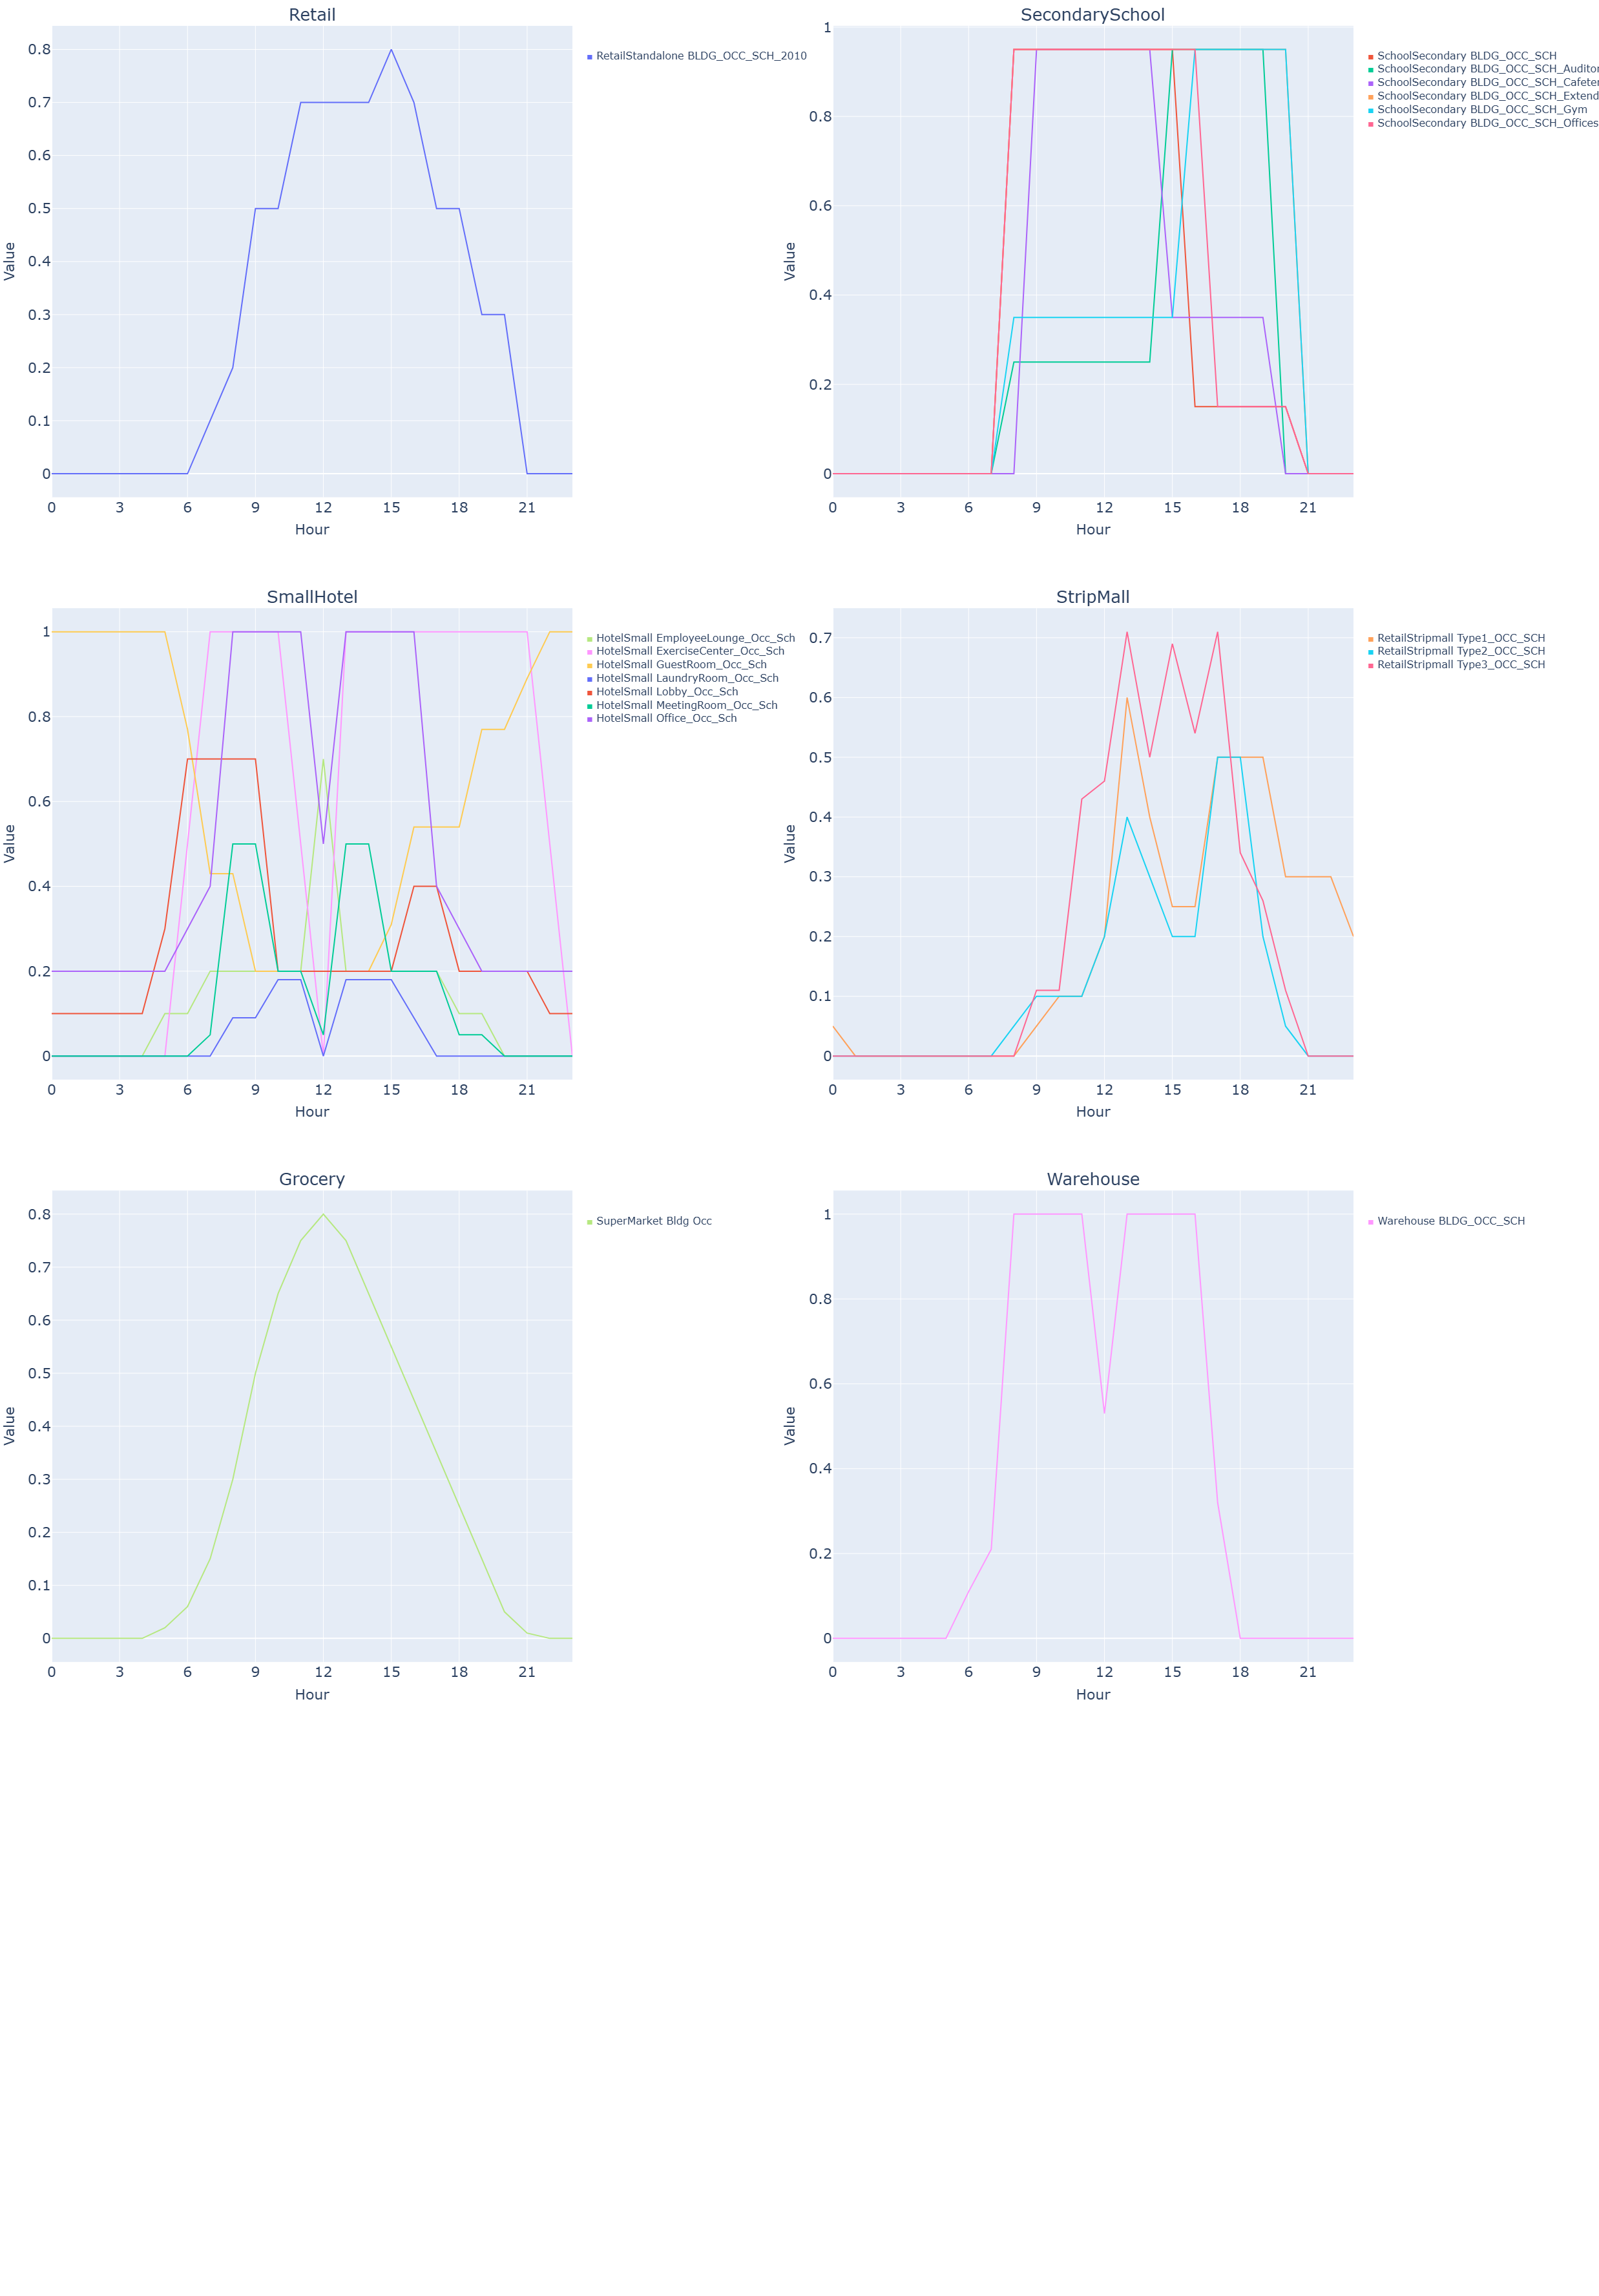 Retail
0.8
0.7
0.6
0.5
0.4
0.3
0.2
0.1
0
Value
0 3 6 9 12 15 18 21
Hour
RetailStandalone BLDG_OCC_SCH_2010
SecondarySchool
1
0.8
0.6
0.4
0.2
0
Value
0 3 6 9 12 15 18 21
Hour
SchoolSecondary BLDG_OCC_SCH
SchoolSecondary BLDG_OCC_SCH_Auditor
SchoolSecondary BLDG_OCC_SCH_Cafeter
SchoolSecondary BLDG_OCC_SCH_Extend
SchoolSecondary BLDG_OCC_SCH_Gym
SchoolSecondary BLDG_OCC_SCH_Offices
SmallHotel
1
0.8
0.6
0.4
0.2
0
Value
0 3 6 9 12 15 18 21
Hour
HotelSmall EmployeeLounge_Occ_Sch
HotelSmall ExerciseCenter_Occ_Sch
HotelSmall GuestRoom_Occ_Sch
HotelSmall LaundryRoom_Occ_Sch
HotelSmall Lobby_Occ_Sch
HotelSmall MeetingRoom_Occ_Sch
HotelSmall Office_Occ_Sch
StripMall
0.7
0.6
0.5
0.4
0.3
0.2
0.1
0
Value
0 3 6 9 12 15 18 21
Hour
RetailStripmall Type1_OCC_SCH
RetailStripmall Type2_OCC_SCH
RetailStripmall Type3_OCC_SCH
Grocery
0.8
0.7
0.6
0.5
0.4
0.3
0.2
0.1
0
Value
0 3 6 9 12 15 18 21
Hour
SuperMarket Bldg Occ
Warehouse
1
0.8
0.6
0.4
0.2
0
Value
0 3 6 9 12 15 18 21
Hour
Warehouse BLDG_OCC_SCH